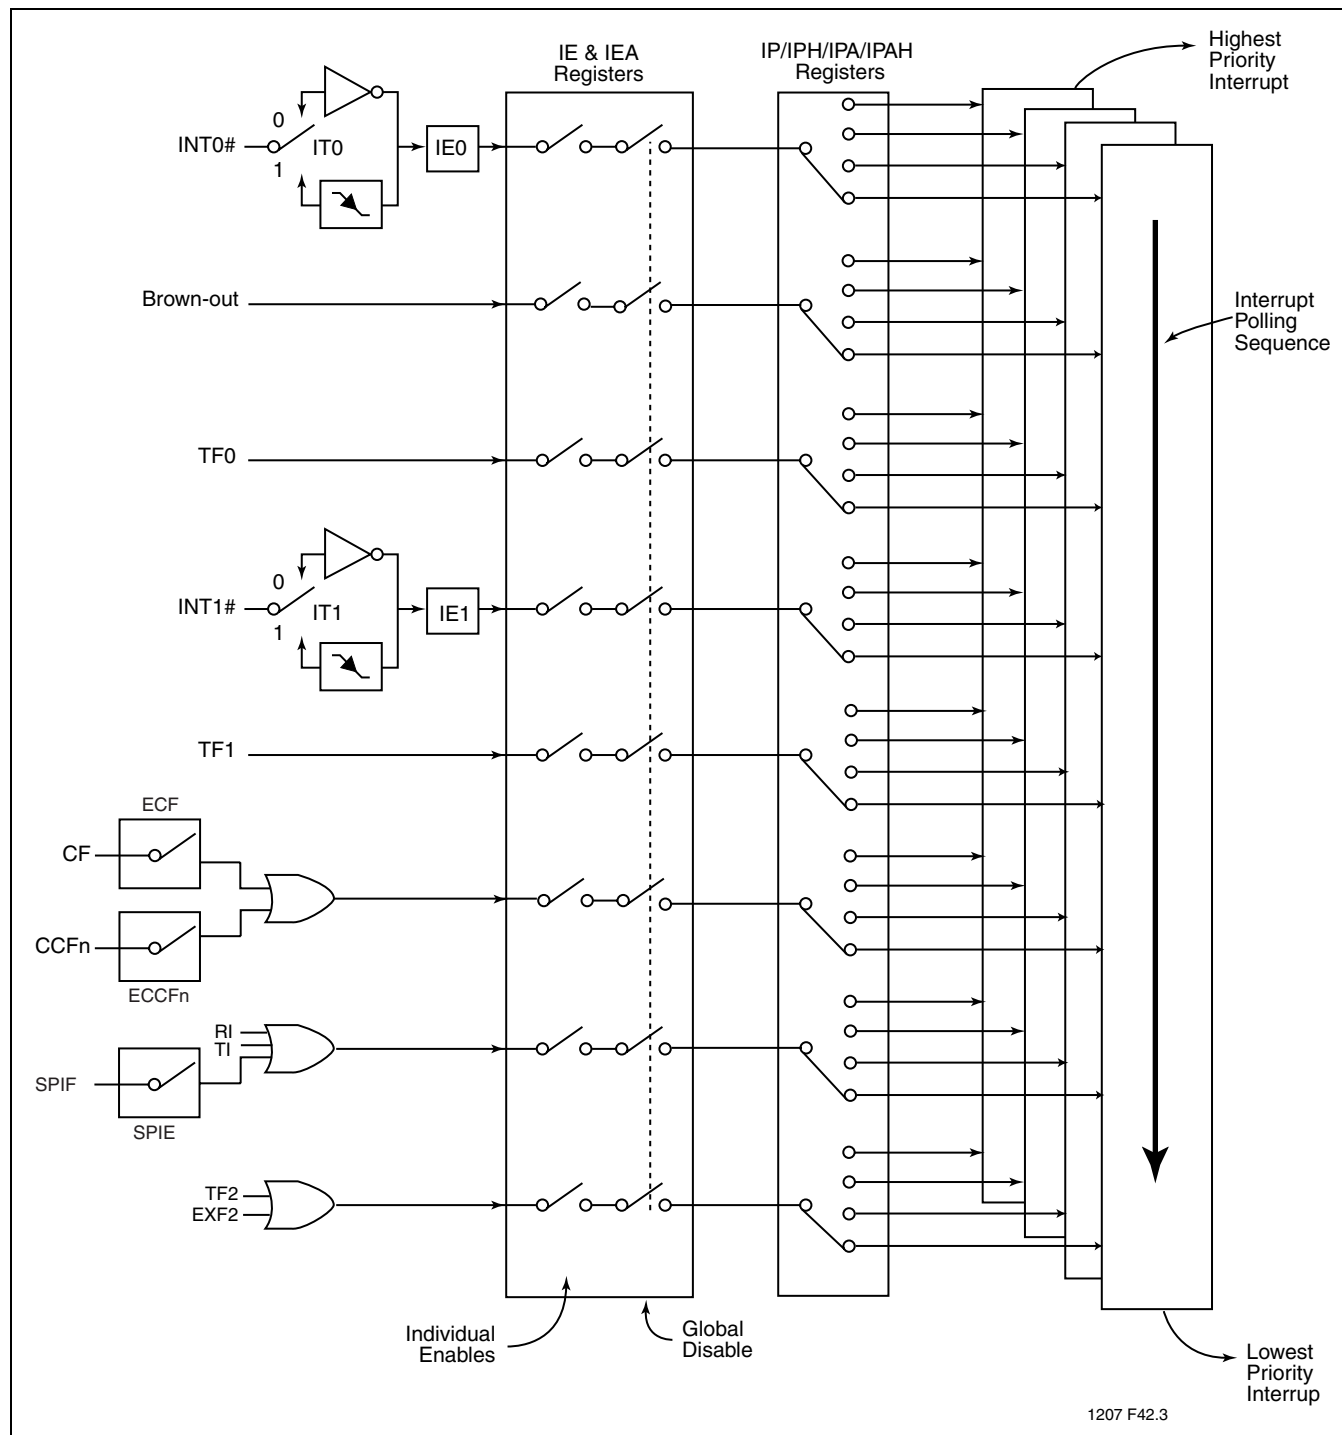 IE & IEA
Registers
IP/IPH/IPA/IPAH
Registers
Highest
Priority
Interrupt
0
INT0#
IT0
1
IE0
Brown-out
Interrupt
Polling
Sequence
TF0
0
INT1#
IT1
1
IE1
TF1
ECF
CF
CCFn
ECCFn
RI
TI
SPIF
SPIE
TF2
EXF2
Individual
Enables
Global
Disable
Lowest
Priority
Interrup
1207 F42.3